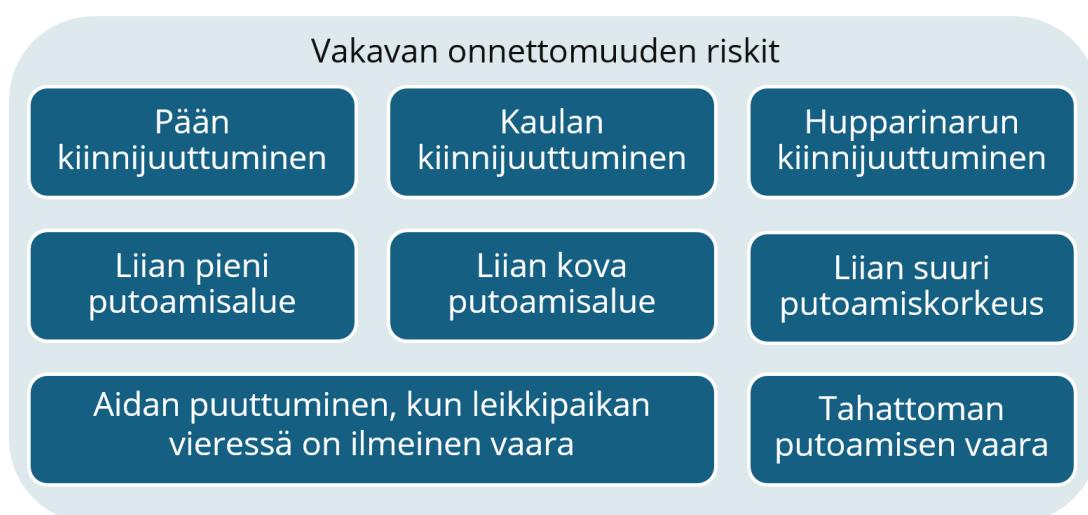 Vakavan onnettomuuden riskit
Pään
kiinnijuuttuminen
Kaulan
kiinnijuuttuminen
Hupparinarun
kiinnijuuttuminen
Liian pieni
putoamisalue
Liian kova
putoamisalue
Liian suuri
putoamiskorkeus
Aidan puuttuminen, kun leikkipaikan
vieressä on ilmeinen vaara
Tahattoman
putoamisen vaara